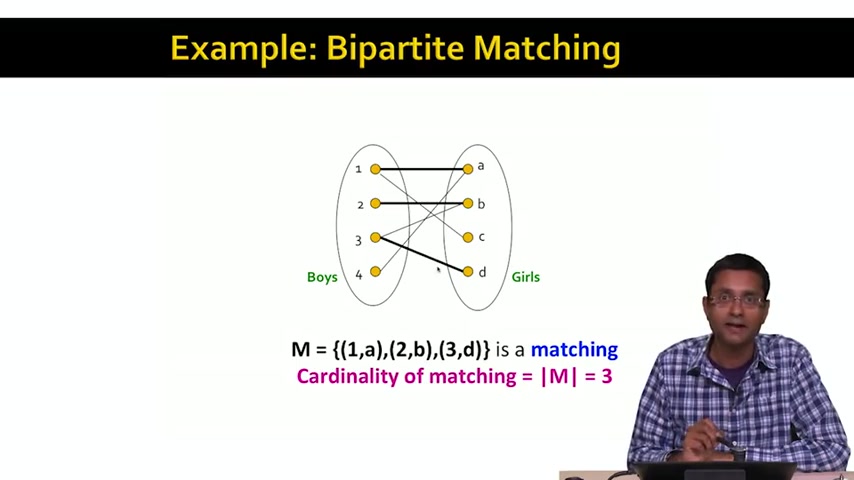 Example: Bipartite Matching
1 a
2 b
3 c
4 d
Boys Girls
M = {(1,a),(2,b),(3,d)} is a matching
Cardinality of matching = |M| = 3